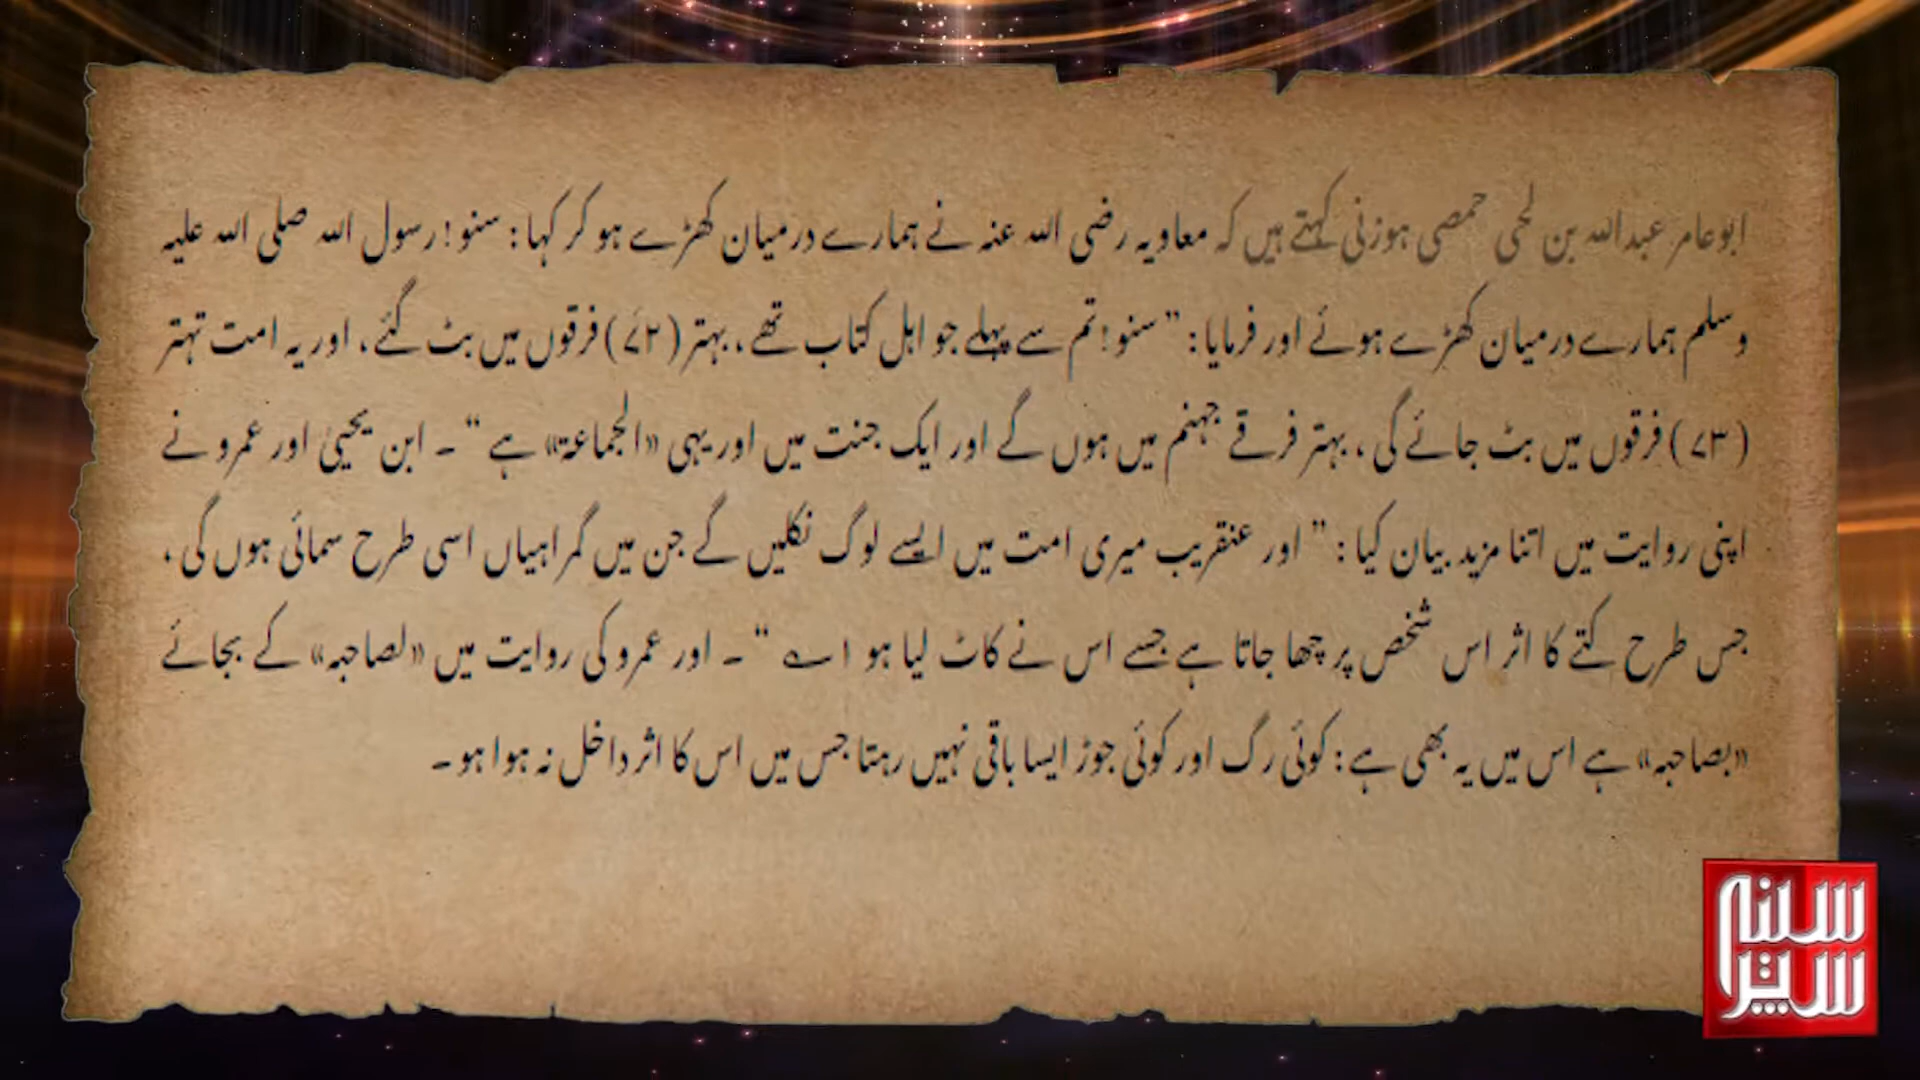 ابوعامر عبداللہ بن لحی حمصی ہوزنی کہتے ہیں کہ معاویہ رضی اللہ عنہ نے ہمارے درمیان کھڑے ہو کر کہا: سنو! رسول اللہ صلی اللہ علیہ
وسلم ہمارے درمیان کھڑے ہوئے اور فرمایا: ” سنو! تم سے پہلے جو اہل کتاب تھے، بہتر (۷۲) فرقوں میں بٹ گئے، اور یہ امت تہتر
(۷۳) فرقوں میں بٹ جائے گی، بہتر فرقے جہنم میں ہوں گے اور ایک جنت میں اور یہی «الجماعۃ» ہے “۔ ابن یحییٰ اور عمرو نے
اپنی روایت میں اتنا مزید بیان کیا: ” اور عنقریب میری امت میں ایسے لوگ نکلیں گے جن میں گمراہیاں اسی طرح سمائی ہوں گی،
جس طرح کتے کا اثر اس شخص پر چھا جاتا ہے جسے اس نے کاٹ لیا ہو ۱؎ “۔ اور عمرو کی روایت میں «لصاحبہ» کے بجائے
«بصاحبہ» ہے اس میں یہ بھی ہے: کوئی رگ اور کوئی جوڑ ایسا باقی نہیں رہتا جس میں اس کا اثر داخل نہ ہوا ہو۔